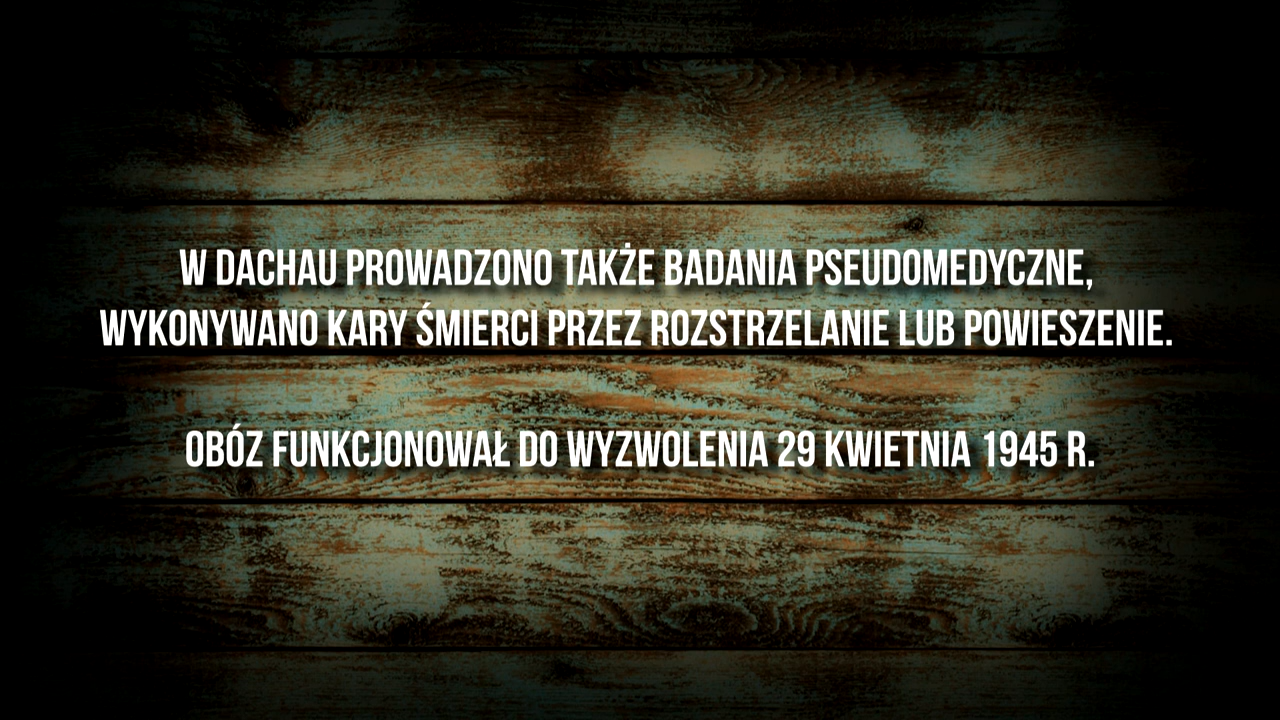 W DACHAU PROWADZONO TAKŻE BADANIA PSEUDOMEDYCZNE,
WYKONYWANO KARY ŚMIERCI PRZEZ ROZSTRZELANIE LUB POWIESZENIE.
OBÓZ FUNKCJONOWAŁ DO WYZWOLENIA 29 KWIETNIA 1945 R.